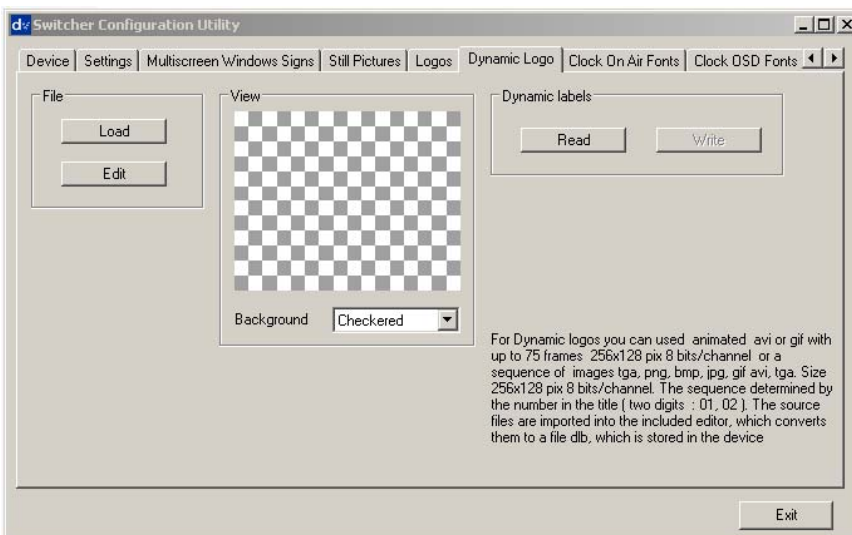 dv Switcher Configuration Utility
Device Settings Multiscrreen Windows Signs Still Pictures Logos Dynamic Logo Clock On Air Fonts Clock OSD Fonts
File
Load
Edit
View
Background Checkered
Dynamic labels
Read Write
For Dynamic logos you can used animated avi or gif with
up to 75 frames 256x128 pix 8 bits/channel or a
sequence of images tga, png, bmp, jpg, gif avi, tga. Size
256x128 pix 8 bits/channel. The sequence determined by
the number in the title ( two digits : 01, 02 ). The source
files are imported into the included editor, which converts
them to a file dlb, which is stored in the device
Exit